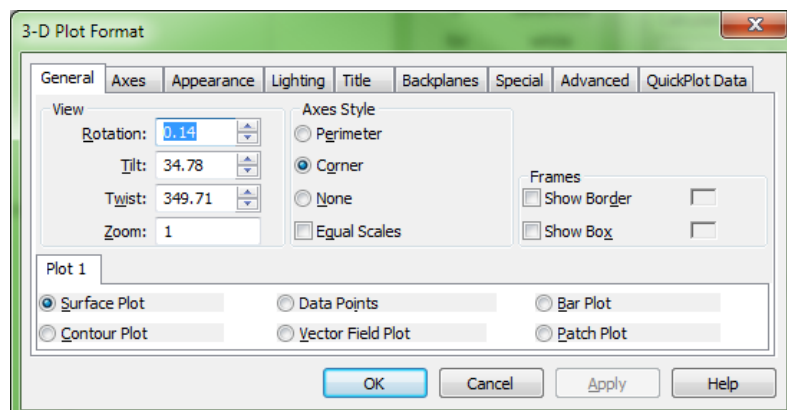 3-D Plot Format
General Axes Appearance Lighting Title Backplanes Special Advanced QuickPlot Data
View
Rotation: 0.14
Tilt: 34.78
Twist: 349.71
Zoom: 1
Axes Style
Perimeter
Corner
None
Equal Scales
Frames
Show Border
Show Box
Plot 1
Surface Plot Data Points Bar Plot
Contour Plot Vector Field Plot Patch Plot
OK Cancel Apply Help